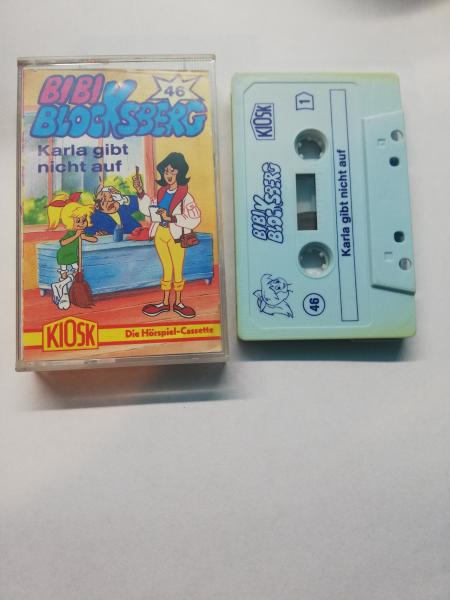 BIBI
46
BLOCKSBERG
Karla gibt
nicht auf
KIOSK
Die Hörspiel-Cassette
KIOSK
1
BIBI
BLOCKSBERG
Karla gibt nicht auf
46